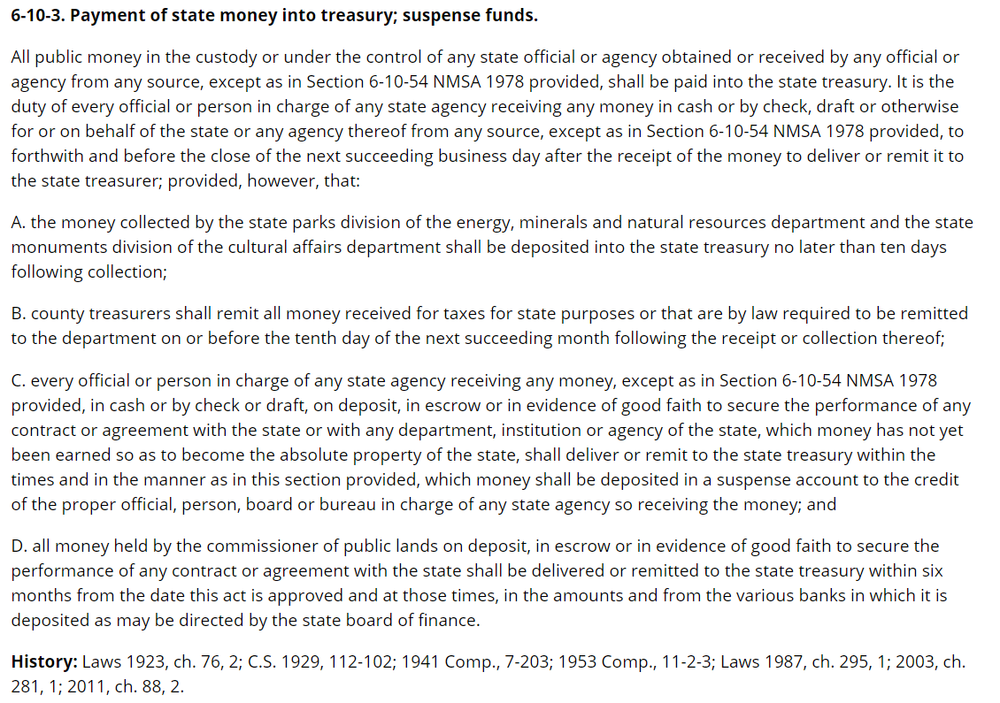 6-10-3. Payment of state money into treasury; suspense funds.
All public money in the custody or under the control of any state official or agency obtained or received by any official or
agency from any source, except as in Section 6-10-54 NMSA 1978 provided, shall be paid into the state treasury. It is the
duty of every official or person in charge of any state agency receiving any money in cash or by check, draft or otherwise
for or on behalf of the state or any agency thereof from any source, except as in Section 6-10-54 NMSA 1978 provided, to
forthwith and before the close of the next succeeding business day after the receipt of the money to deliver or remit it to
the state treasurer; provided, however, that:
A. the money collected by the state parks division of the energy, minerals and natural resources department and the state
monuments division of the cultural affairs department shall be deposited into the state treasury no later than ten days
following collection;
B. county treasurers shall remit all money received for taxes for state purposes or that are by law required to be remitted
to the department on or before the tenth day of the next succeeding month following the receipt or collection thereof;
C. every official or person in charge of any state agency receiving any money, except as in Section 6-10-54 NMSA 1978
provided, in cash or by check or draft, on deposit, in escrow or in evidence of good faith to secure the performance of any
contract or agreement with the state or with any department, institution or agency of the state, which money has not yet
been earned so as to become the absolute property of the state, shall deliver or remit to the state treasury within the
times and in the manner as in this section provided, which money shall be deposited in a suspense account to the credit
of the proper official, person, board or bureau in charge of any state agency so receiving the money; and
D. all money held by the commissioner of public lands on deposit, in escrow or in evidence of good faith to secure the
performance of any contract or agreement with the state shall be delivered or remitted to the state treasury within six
months from the date this act is approved and at those times, in the amounts and from the various banks in which it is
deposited as may be directed by the state board of finance.
History: Laws 1923, ch. 76, 2; C.S. 1929, 112-102; 1941 Comp., 7-203; 1953 Comp., 11-2-3; Laws 1987, ch. 295, 1; 2003, ch.
281, 1; 2011, ch. 88, 2.